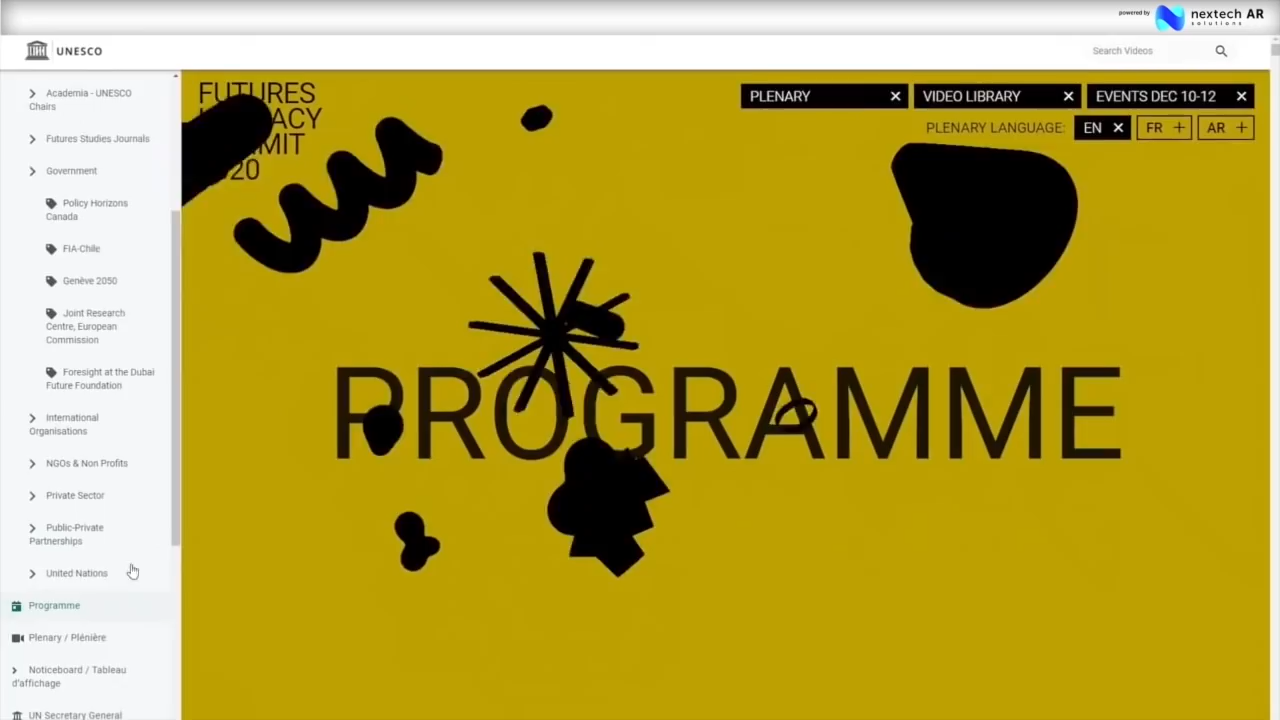 powered by
nextech AR
solutions
UNESCO
Search Videos
Academia - UNESCO
Chairs
Futures Studies Journals
Government
Policy Horizons
Canada
FIA-Chile
Genève 2050
Joint Research
Centre, European
Commission
Foresight at the Dubai
Future Foundation
International
Organisations
NGOs & Non Profits
Private Sector
Public-Private
Partnerships
United Nations
Programme
Plenary / Plénière
Noticeboard / Tableau
d'affichage
UN Secretary General
FUTURES
PLENARY
VIDEO LIBRARY
EVENTS DEC 10-12
PLENARY LANGUAGE:
EN
FR
AR
PROGRAMME